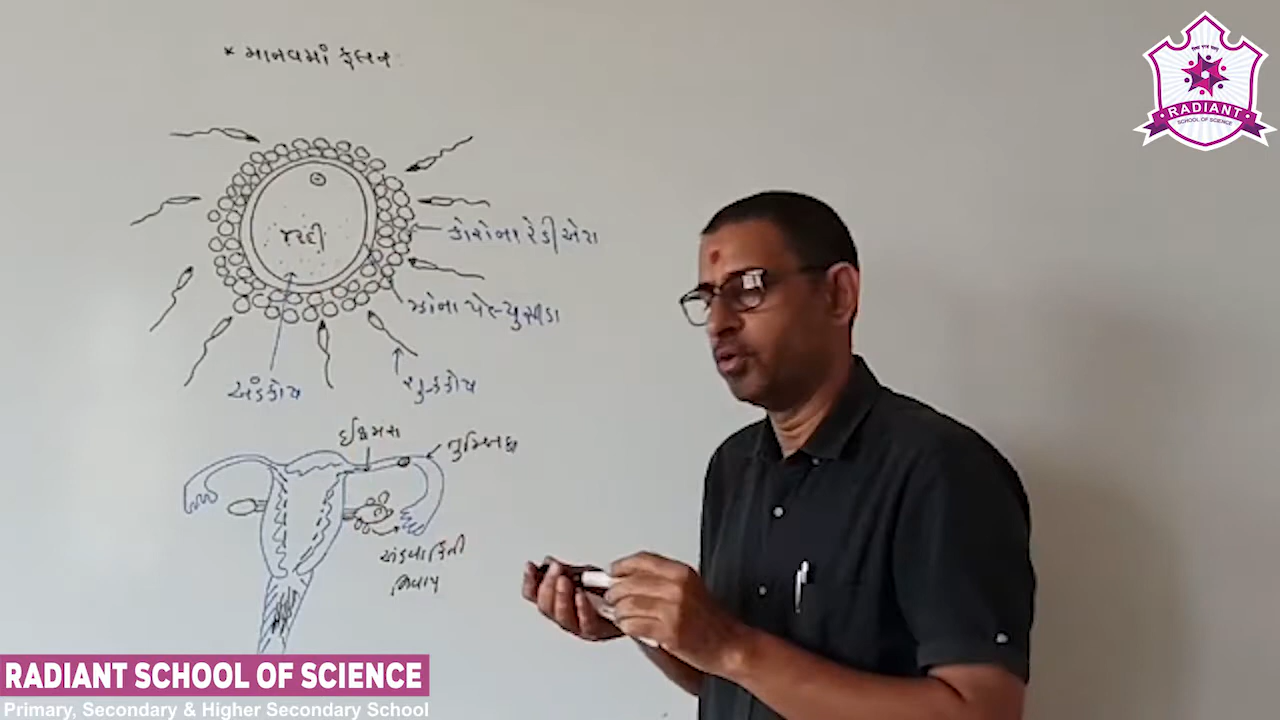 * માનવમાં ફલન
જરદી
કોરોના રેડીએટા
ઝોના પેલ્યુસીડા
અંડકોષ
શુક્રકોષ
ઈસ્થમસ
તુમ્બિકા
અંડવાહિની
નિવાપ
RADIANT
SCHOOL OF SCIENCE
RADIANT SCHOOL OF SCIENCE
Primary, Secondary & Higher Secondary School